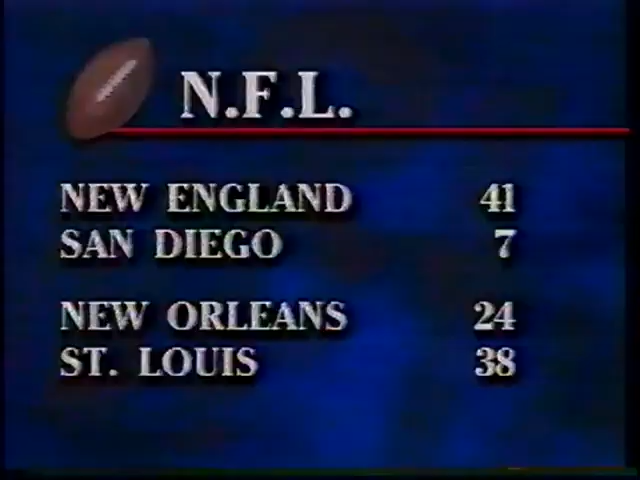 N.F.L.
NEW ENGLAND 41
SAN DIEGO 7
NEW ORLEANS 24
ST. LOUIS 38